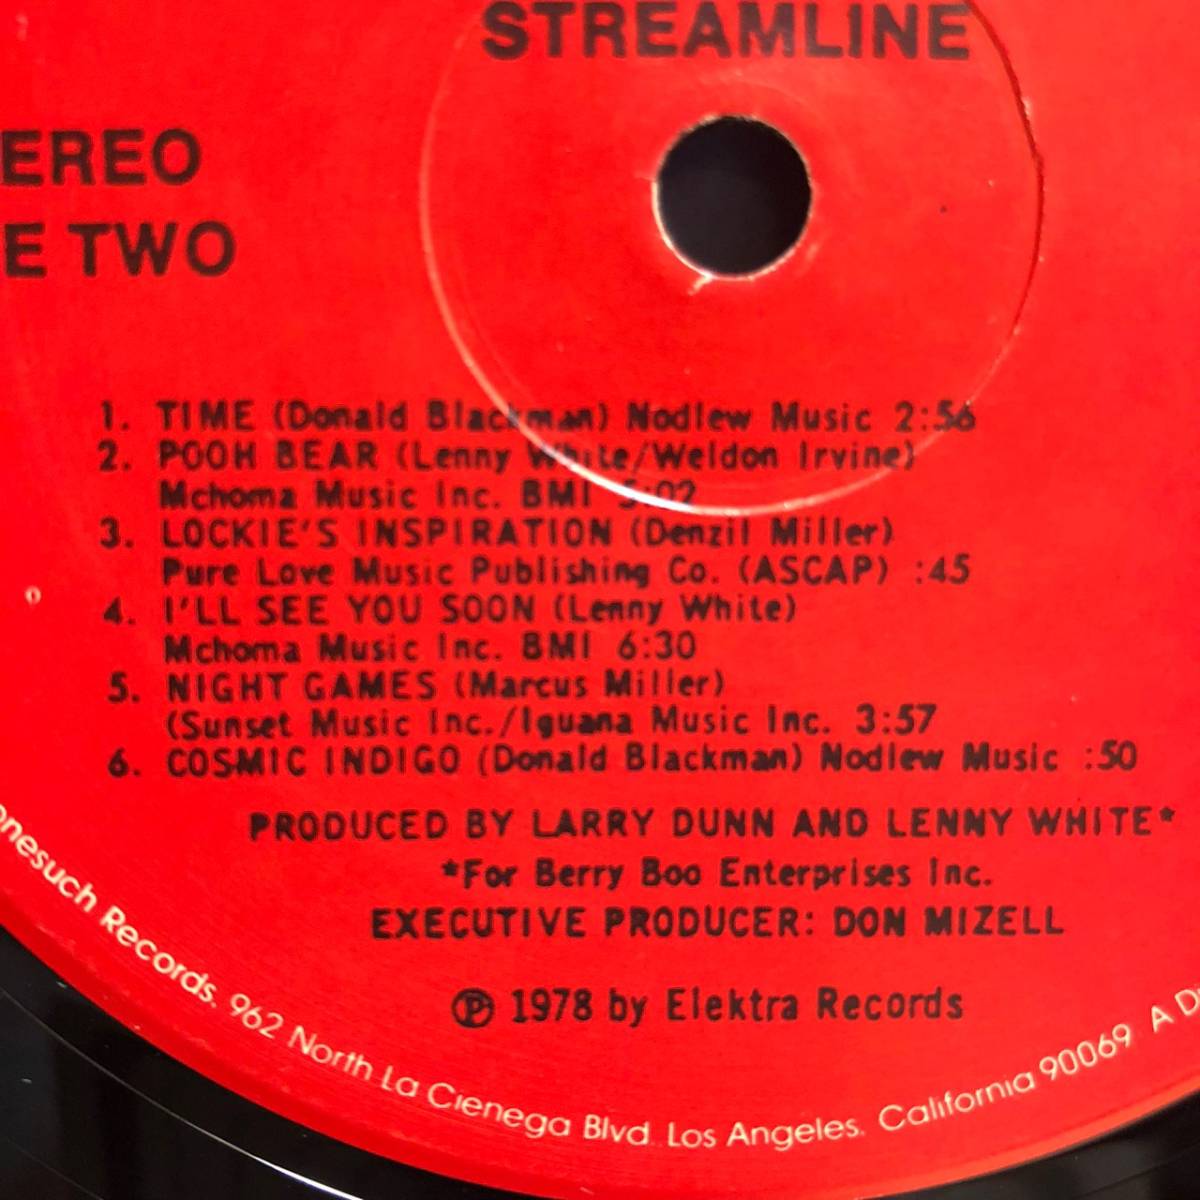 STREAMLINE
EREO
E TWO
1. TIME (Donald Blackman) Nodlew Music 2:56
2. POOH BEAR (Lenny White/Weldon Irvine)
Mchoma Music Inc. BMI 5:02
3. LOCKIE'S INSPIRATION (Denzil Miller)
Pure Love Music Publishing Co. (ASCAP) :45
4. I'LL SEE YOU SOON (Lenny White)
Mchoma Music Inc. BMI 6:30
5. NIGHT GAMES (Marcus Miller)
(Sunset Music Inc./Iguana Music Inc. 3:57
6. COSMIC INDIGO (Donald Blackman) Nodlew Music :50
PRODUCED BY LARRY DUNN AND LENNY WHITE*
*For Berry Boo Enterprises Inc.
EXECUTIVE PRODUCER: DON MIZELL
℗ 1978 by Elektra Records
onesuch Records, 962 North La Cienega Blvd. Los Angeles, California 90069 A D